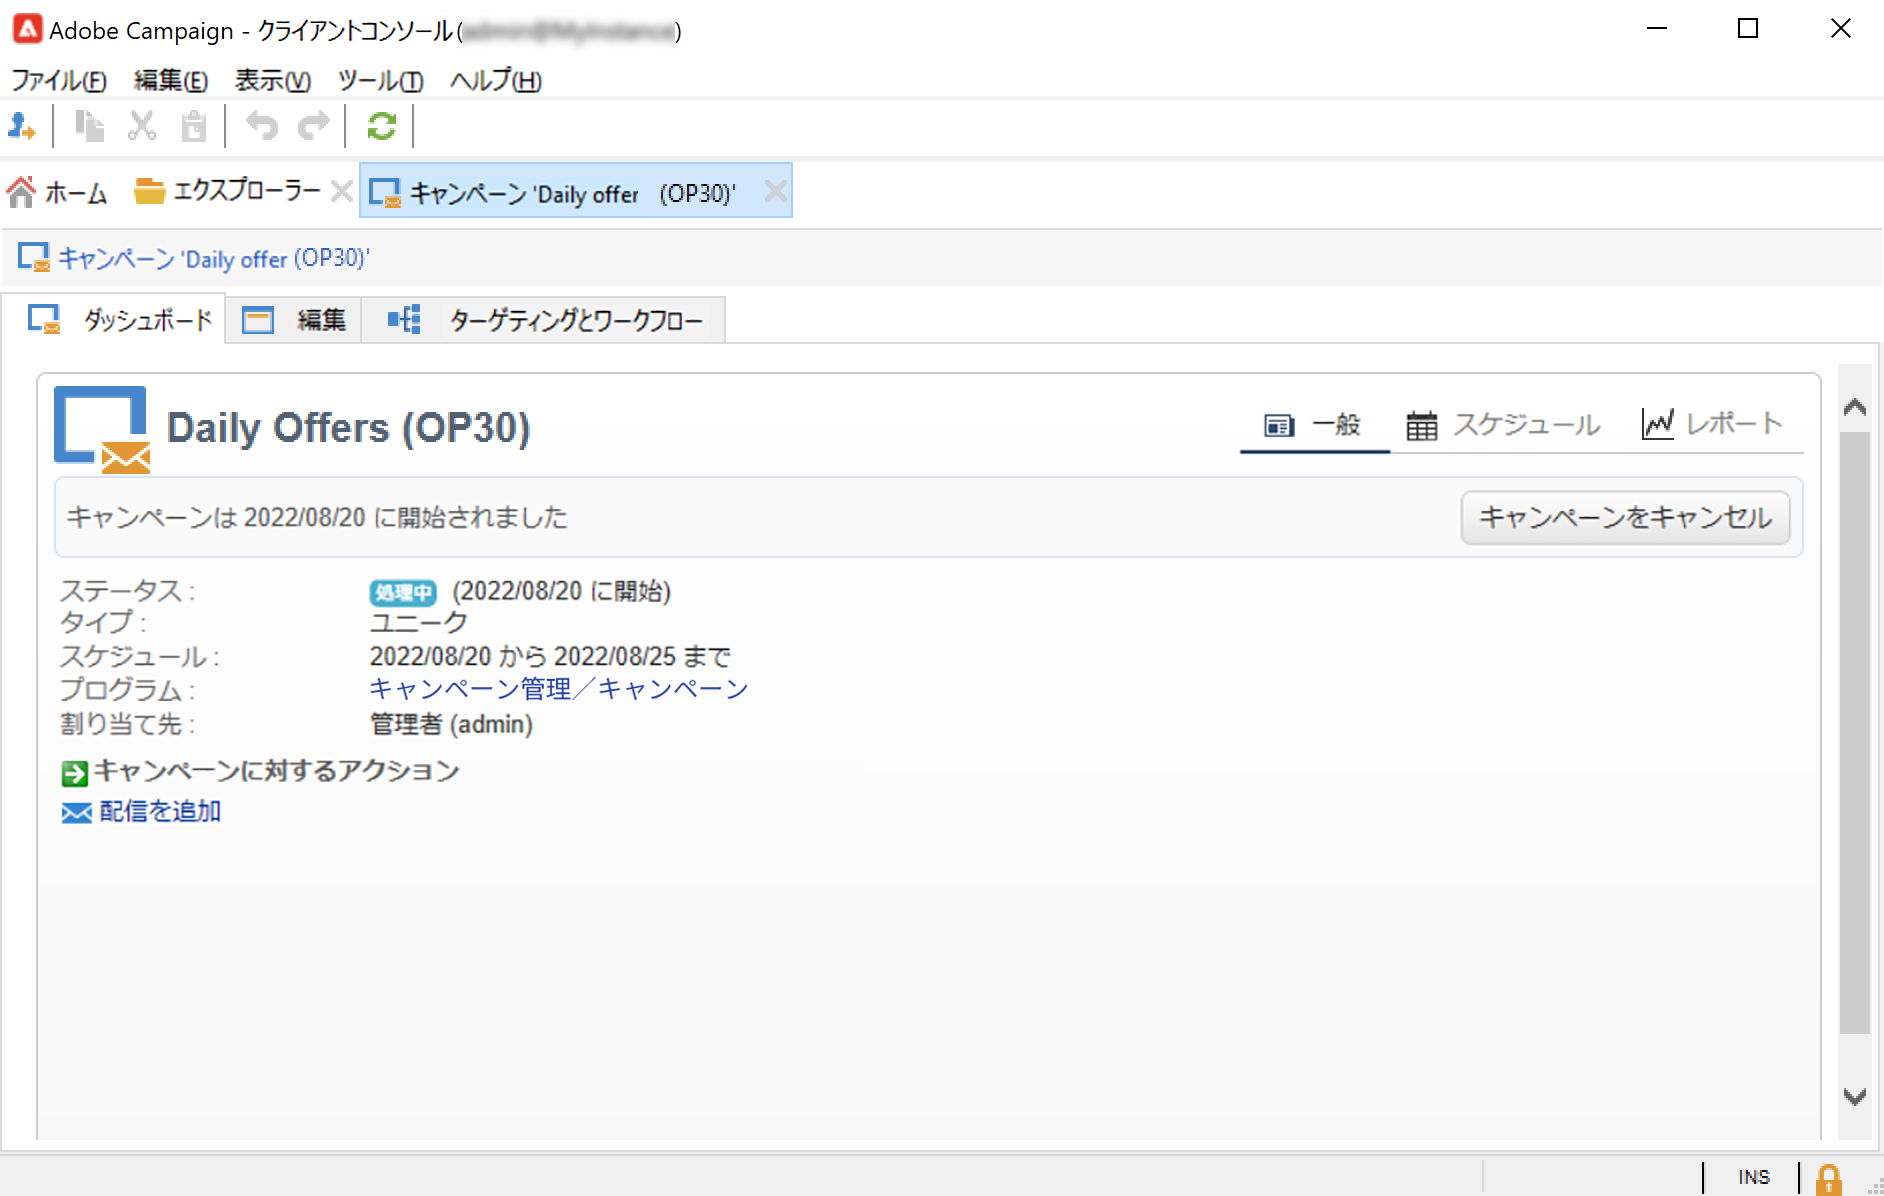 Adobe Campaign - クライアントコンソール()
ファイル(F) 編集(E) 表示(V) ツール(T) ヘルプ(H)
ホーム エクスプローラー キャンペーン 'Daily offer (OP30)'
キャンペーン 'Daily offer (OP30)'
ダッシュボード 編集 ターゲティングとワークフロー
Daily Offers (OP30) 一般 スケジュール レポート
キャンペーンは 2022/08/20 に開始されました キャンペーンをキャンセル
ステータス : 処理中 (2022/08/20 に開始)
タイプ : ユニーク
スケジュール : 2022/08/20 から 2022/08/25 まで
プログラム : キャンペーン管理／キャンペーン
割り当て先 : 管理者 (admin)
キャンペーンに対するアクション
配信を追加
INS